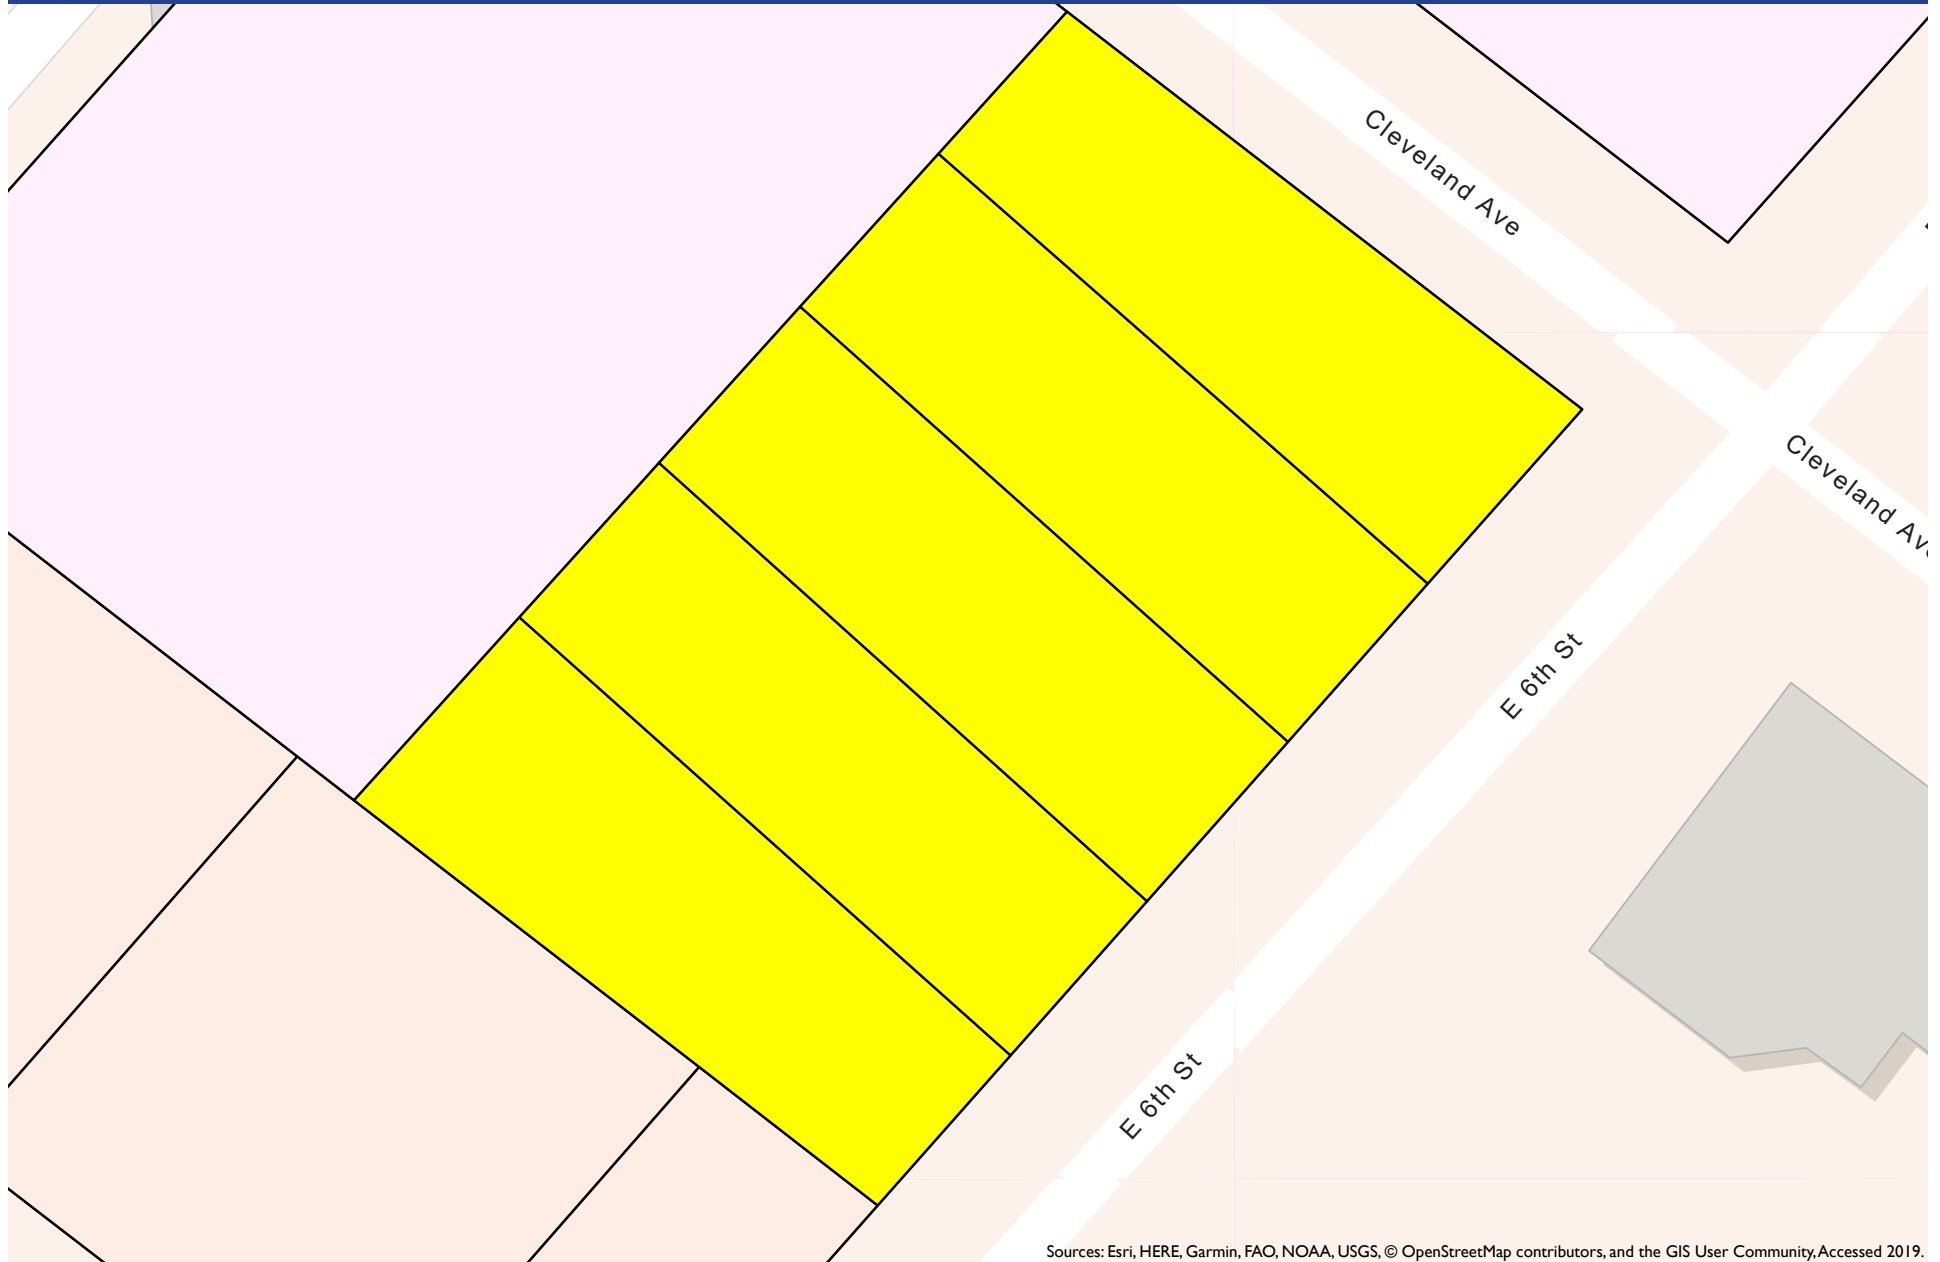 Cleveland Ave
Cleveland Ave
E 6th St
E 6th St
Sources: Esri, HERE, Garmin, FAO, NOAA, USGS, © OpenStreetMap contributors, and the GIS User Community, Accessed 2019.